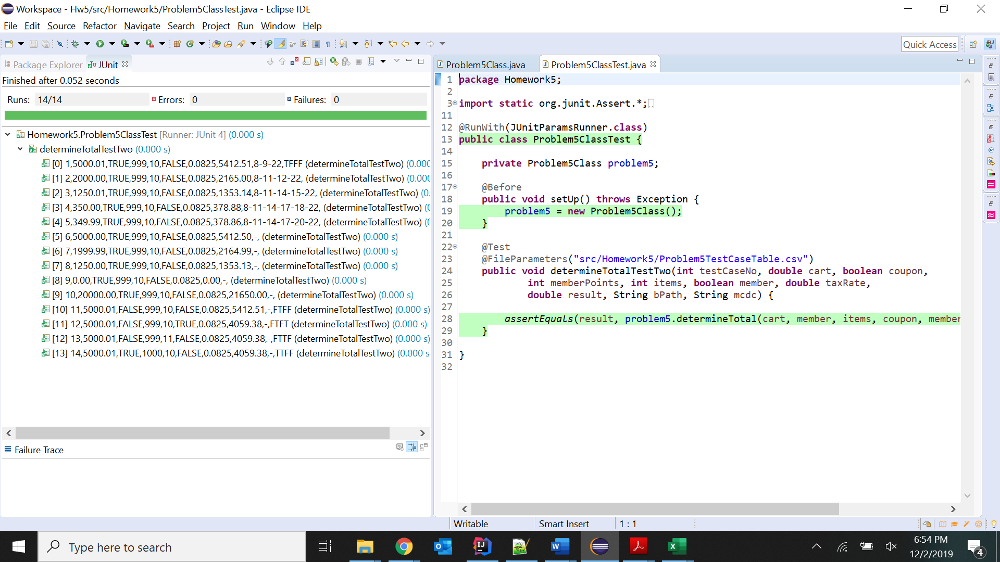 Workspace - Hw5/src/Homework5/Problem5ClassTest.java - Eclipse IDE
File Edit Source Refactor Navigate Search Project Run Window Help
Quick Access
Package Explorer JUnit
Finished after 0.052 seconds
Runs: 14/14 Errors: 0 Failures: 0
Homework5.Problem5ClassTest [Runner: JUnit 4] (0.000 s)
determineTotalTestTwo (0.000 s)
[0] 1,5000.01,TRUE,999,10,FALSE,0.0825,5412.51,8-9-22,TFFF (determineTotalTestTwo) (0.000
[1] 2,2000.00,TRUE,999,10,FALSE,0.0825,2165.00,8-11-12-22, (determineTotalTestTwo) (0.000
[2] 3,1250.01,TRUE,999,10,FALSE,0.0825,1353.14,8-11-14-15-22, (determineTotalTestTwo) (0.
[3] 4,350.00,TRUE,999,10,FALSE,0.0825,378.88,8-11-14-17-18-22, (determineTotalTestTwo) (0
[4] 5,349.99,TRUE,999,10,FALSE,0.0825,378.86,8-11-14-17-20-22, (determineTotalTestTwo) (0
[5] 6,5000.00,TRUE,999,10,FALSE,0.0825,5412.50,-, (determineTotalTestTwo) (0.000 s)
[6] 7,1999.99,TRUE,999,10,FALSE,0.0825,2164.99,-, (determineTotalTestTwo) (0.000 s)
[7] 8,1250.00,TRUE,999,10,FALSE,0.0825,1353.13,-, (determineTotalTestTwo) (0.000 s)
[8] 9,0.00,TRUE,999,10,FALSE,0.0825,0.00,-, (determineTotalTestTwo) (0.000 s)
[9] 10,20000.00,TRUE,999,10,FALSE,0.0825,21650.00,-, (determineTotalTestTwo) (0.000 s)
[10] 11,5000.01,FALSE,999,10,FALSE,0.0825,5412.51,-,FTFF (determineTotalTestTwo) (0.000 s)
[11] 12,5000.01,FALSE,999,10,TRUE,0.0825,4059.38,-,FTFT (determineTotalTestTwo) (0.000 s)
[12] 13,5000.01,FALSE,999,11,FALSE,0.0825,4059.38,-,FTTF (determineTotalTestTwo) (0.000 s)
[13] 14,5000.01,TRUE,1000,10,FALSE,0.0825,4059.38,-,TTFF (determineTotalTestTwo) (0.000 s
Failure Trace
Problem5Class.java Problem5ClassTest.java
1 package Homework5;
2
3 import static org.junit.Assert.*;
11
12 @RunWith(JUnitParamsRunner.class)
13 public class Problem5ClassTest {
14
15 private Problem5Class problem5;
16
17 @Before
18 public void setUp() throws Exception {
19 problem5 = new Problem5Class();
20 }
21
22 @Test
23 @FileParameters("src/Homework5/Problem5TestCaseTable.csv")
24 public void determineTotalTestTwo(int testCaseNo, double cart, boolean coupon,
25 int memberPoints, int items, boolean member, double taxRate,
26 double result, String bPath, String mcdc) {
27
28 assertEquals(result, problem5.determineTotal(cart, member, items, coupon, member
29 }
30
31 }
32
Writable Smart Insert 1 : 1
Type here to search
6:54 PM
12/2/2019
4